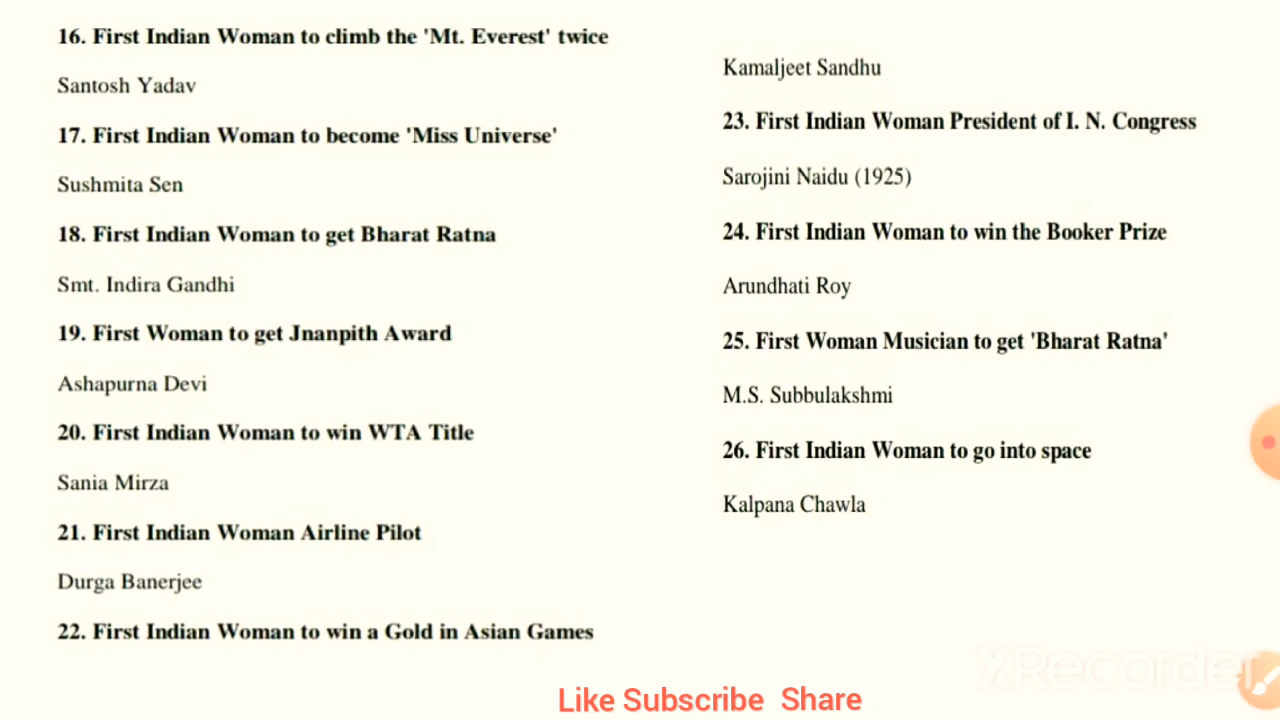 16. First Indian Woman to climb the 'Mt. Everest' twice
Santosh Yadav
17. First Indian Woman to become 'Miss Universe'
Sushmita Sen
18. First Indian Woman to get Bharat Ratna
Smt. Indira Gandhi
19. First Woman to get Jnanpith Award
Ashapurna Devi
20. First Indian Woman to win WTA Title
Sania Mirza
21. First Indian Woman Airline Pilot
Durga Banerjee
22. First Indian Woman to win a Gold in Asian Games
Kamaljeet Sandhu
23. First Indian Woman President of I. N. Congress
Sarojini Naidu (1925)
24. First Indian Woman to win the Booker Prize
Arundhati Roy
25. First Woman Musician to get 'Bharat Ratna'
M.S. Subbulakshmi
26. First Indian Woman to go into space
Kalpana Chawla
XRecorder
Like Subscribe Share